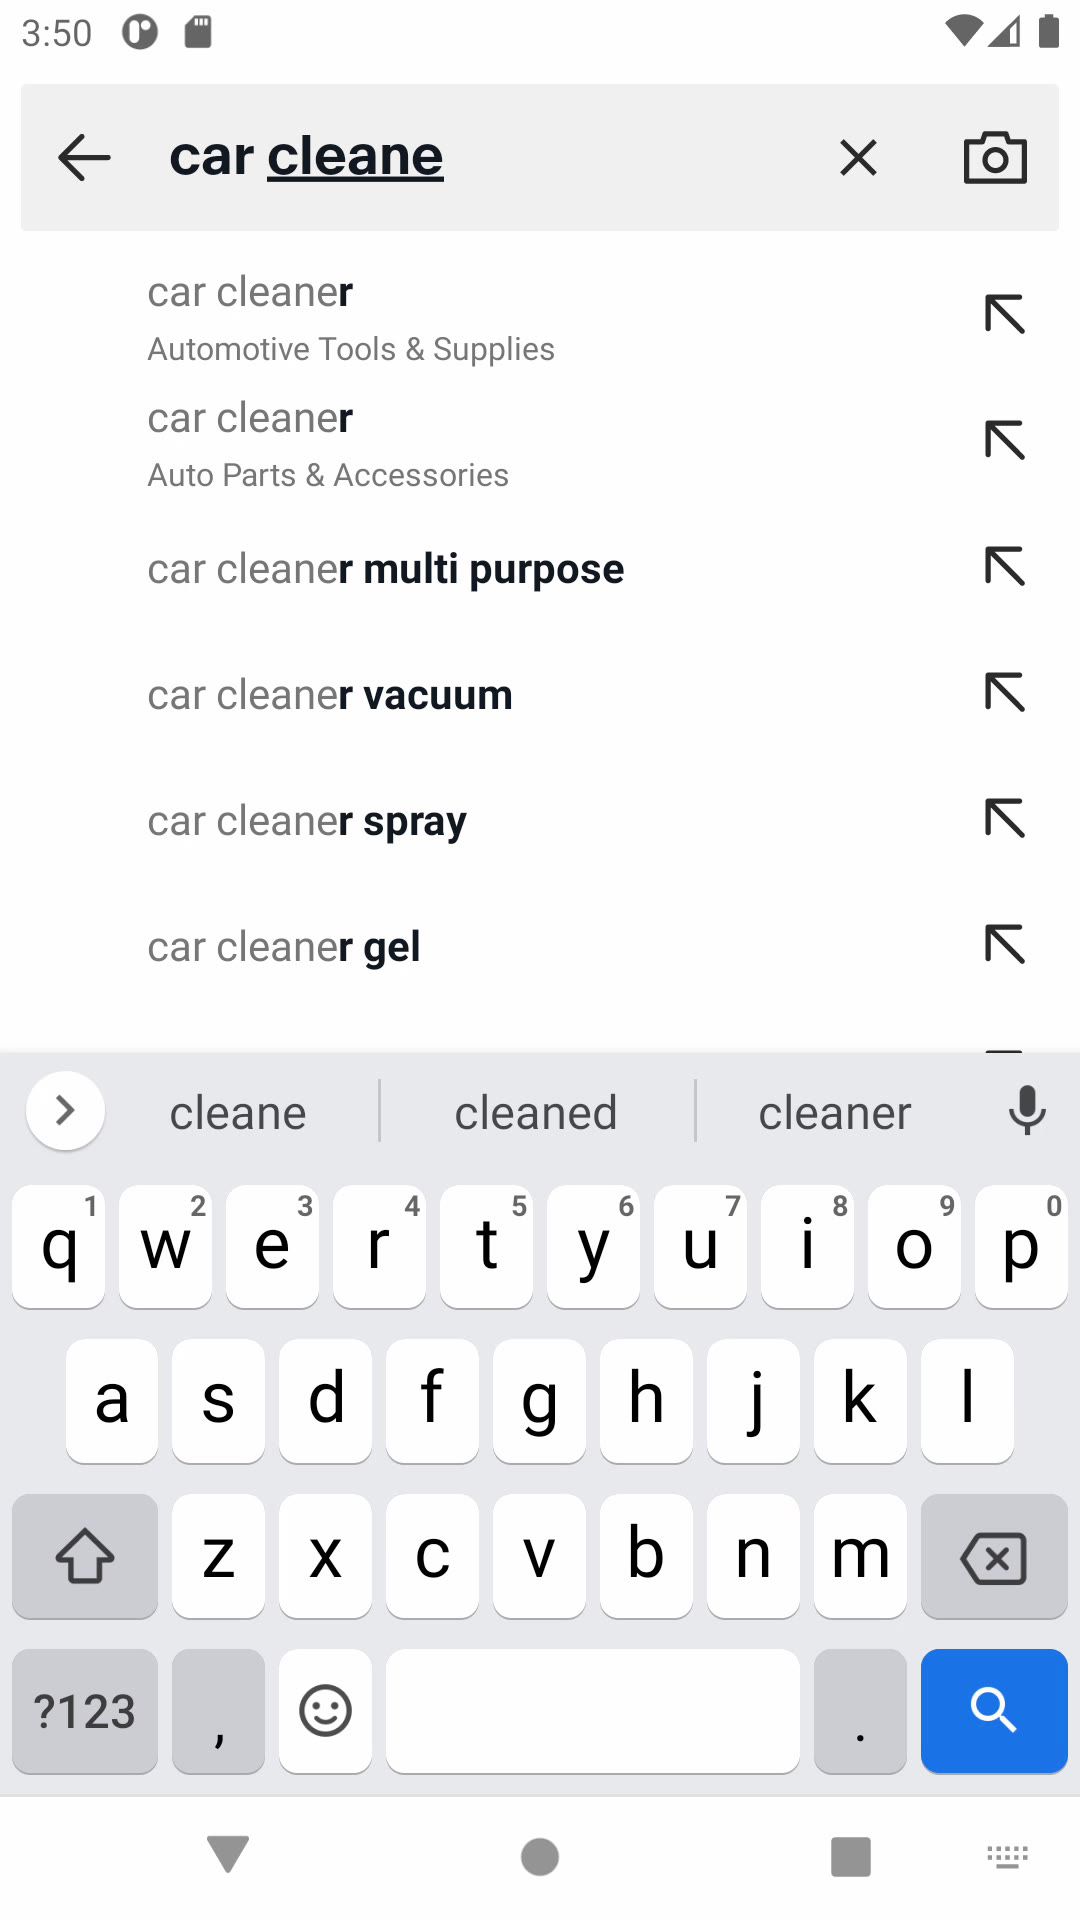 3:50
car cleane
car cleaner
Automotive Tools & Supplies
car cleaner
Auto Parts & Accessories
car cleaner multi purpose
car cleaner vacuum
car cleaner spray
car cleaner gel
cleane cleaned cleaner
1 2 3 4 5 6 7 8 9 0
q w e r t y u i o p
a s d f g h j k l
z x c v b n m
?123 , .